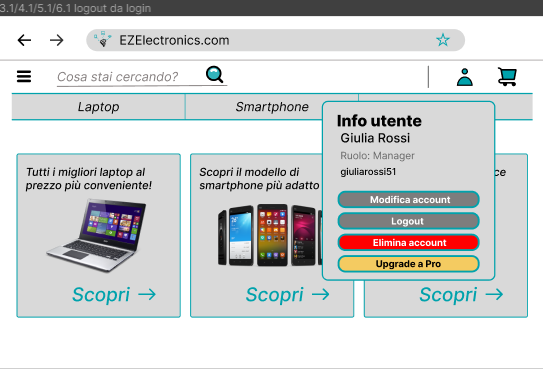 3.1/4.1/5.1/6.1 logout da login
EZElectronics.com
Cosa stai cercando?
Laptop
Smartphone
Info utente
Giulia Rossi
Ruolo: Manager
giuliarossi51
Modifica account
Logout
Elimina account
Upgrade a Pro
Tutti i migliori laptop al
prezzo più conveniente!
Scopri →
Scopri il modello di
smartphone più adatto
Scopri →
ce
Scopri →